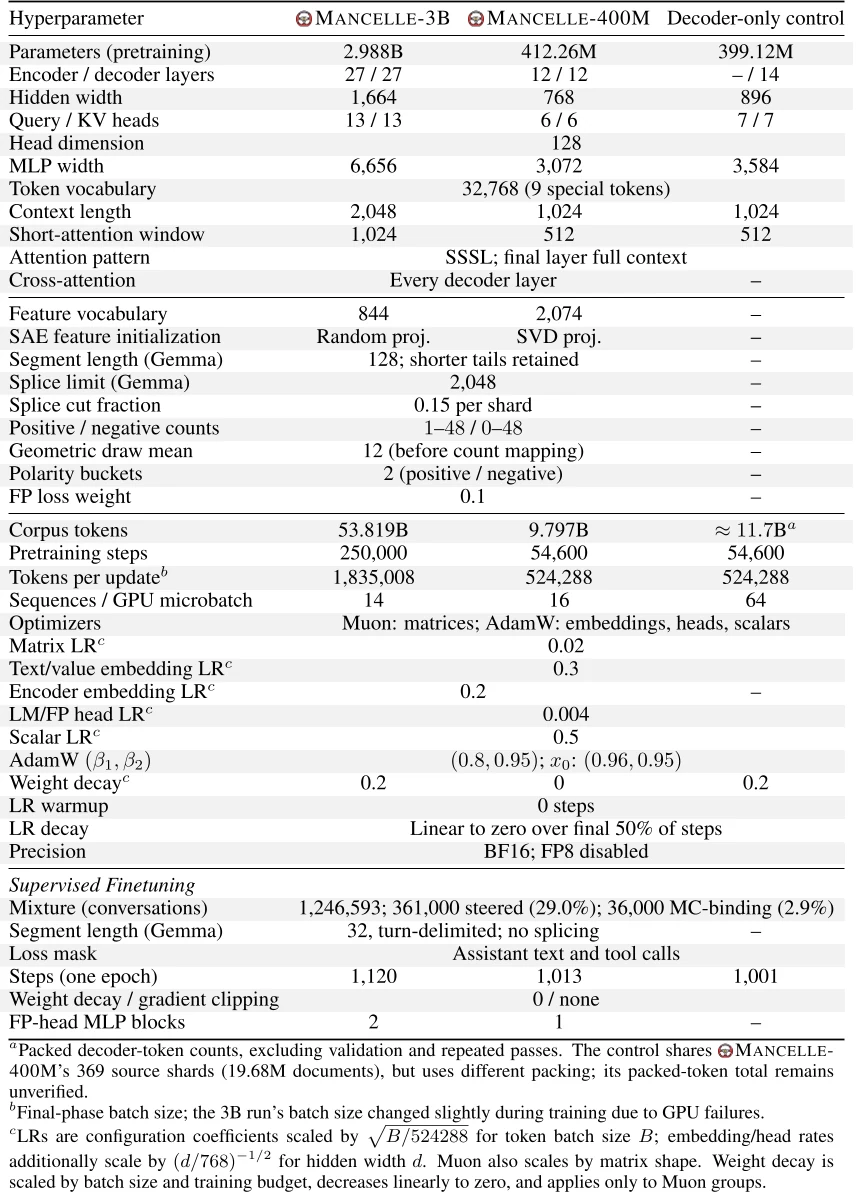 Hyperparameter MANCELLE-3B MANCELLE-400M Decoder-only control
Parameters (pretraining) 2.988B 412.26M 399.12M
Encoder / decoder layers 27 / 27 12 / 12 – / 14
Hidden width 1,664 768 896
Query / KV heads 13 / 13 6 / 6 7 / 7
Head dimension 128
MLP width 6,656 3,072 3,584
Token vocabulary 32,768 (9 special tokens)
Context length 2,048 1,024 1,024
Short-attention window 1,024 512 512
Attention pattern SSSL; final layer full context
Cross-attention Every decoder layer –
Feature vocabulary 844 2,074 –
SAE feature initialization Random proj. SVD proj. –
Segment length (Gemma) 128; shorter tails retained –
Splice limit (Gemma) 2,048 –
Splice cut fraction 0.15 per shard –
Positive / negative counts 1–48 / 0–48 –
Geometric draw mean 12 (before count mapping) –
Polarity buckets 2 (positive / negative) –
FP loss weight 0.1 –
Corpus tokens 53.819B 9.797B ≈ 11.7Bᵃ
Pretraining steps 250,000 54,600 54,600
Tokens per updateᵇ 1,835,008 524,288 524,288
Sequences / GPU microbatch 14 16 64
Optimizers Muon: matrices; AdamW: embeddings, heads, scalars
Matrix LRᶜ 0.02
Text/value embedding LRᶜ 0.3
Encoder embedding LRᶜ 0.2 –
LM/FP head LRᶜ 0.004
Scalar LRᶜ 0.5
AdamW (β₁, β₂) (0.8, 0.95); x₀: (0.96, 0.95)
Weight decayᶜ 0.2 0 0.2
LR warmup 0 steps
LR decay Linear to zero over final 50% of steps
Precision BF16; FP8 disabled
Supervised Finetuning
Mixture (conversations) 1,246,593; 361,000 steered (29.0%); 36,000 MC-binding (2.9%)
Segment length (Gemma) 32, turn-delimited; no splicing –
Loss mask Assistant text and tool calls
Steps (one epoch) 1,120 1,013 1,001
Weight decay / gradient clipping 0 / none
FP-head MLP blocks 2 1 –
ᵃPacked decoder-token counts, excluding validation and repeated passes. The control shares MANCELLE-
400M's 369 source shards (19.68M documents), but uses different packing; its packed-token total remains
unverified.
ᵇFinal-phase batch size; the 3B run's batch size changed slightly during training due to GPU failures.
ᶜLRs are configuration coefficients scaled by √(B/524288) for token batch size B; embedding/head rates
additionally scale by (d/768)^−1/2 for hidden width d. Muon also scales by matrix shape. Weight decay is
scaled by batch size and training budget, decreases linearly to zero, and applies only to Muon groups.